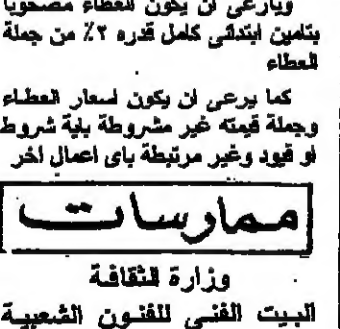 ويارعى ان يكون العطاء مصحوبا
بتامين ابتدائى كامل قدره ٢٪ من جملة
العطاء
كما يرعى ان يكون اسعار العطاء
وجملة قيمته غير مشروطة باية شروط
او قيود وغير مرتبطة باى اعمال اخر
ممارسات
وزارة الثقافة
البيت الفنى للفنون الشعبية